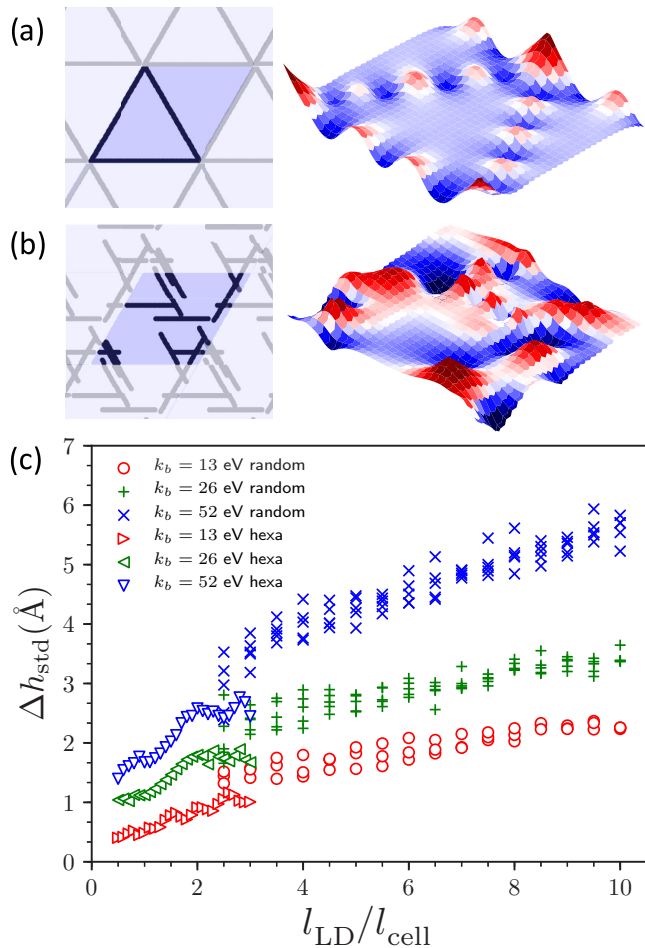 (a)
(b)
(c)
7
6
5
4
3
2
1
0
k_b = 13 eV random
k_b = 26 eV random
k_b = 52 eV random
k_b = 13 eV hexa
k_b = 26 eV hexa
k_b = 52 eV hexa
Δh_std(Å)
0 2 4 6 8 10
l_LD/l_cell